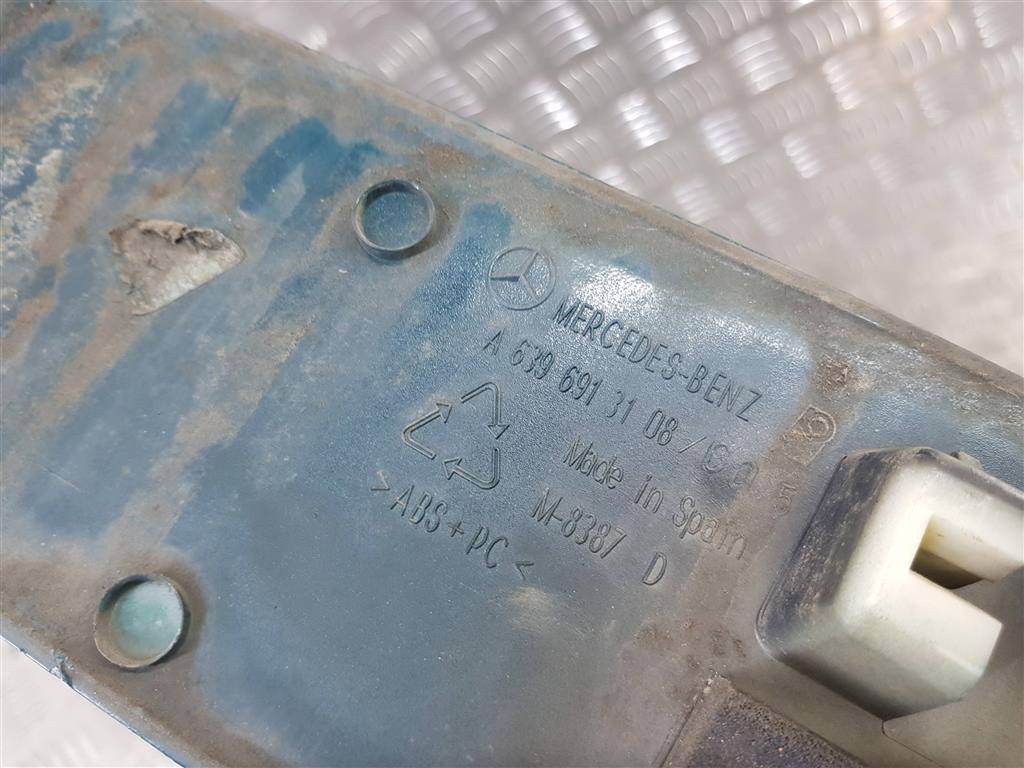 MERCEDES-BENZ
A 639 691 31 08 /
Made in Spain
M-8387 D
>ABS+PC<